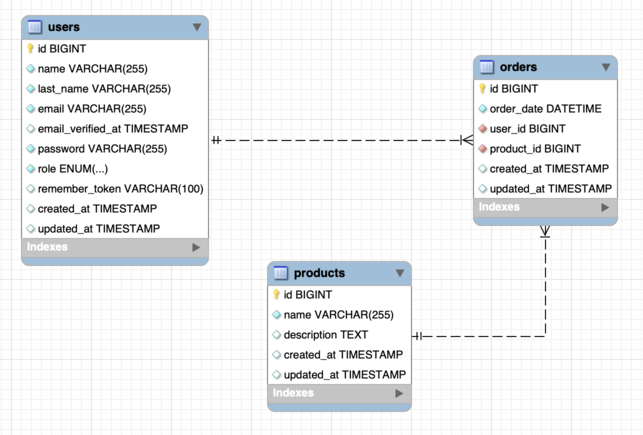 users
id BIGINT
name VARCHAR(255)
last_name VARCHAR(255)
email VARCHAR(255)
email_verified_at TIMESTAMP
password VARCHAR(255)
role ENUM(...)
remember_token VARCHAR(100)
created_at TIMESTAMP
updated_at TIMESTAMP
Indexes
orders
id BIGINT
order_date DATETIME
user_id BIGINT
product_id BIGINT
created_at TIMESTAMP
updated_at TIMESTAMP
Indexes
products
id BIGINT
name VARCHAR(255)
description TEXT
created_at TIMESTAMP
updated_at TIMESTAMP
Indexes